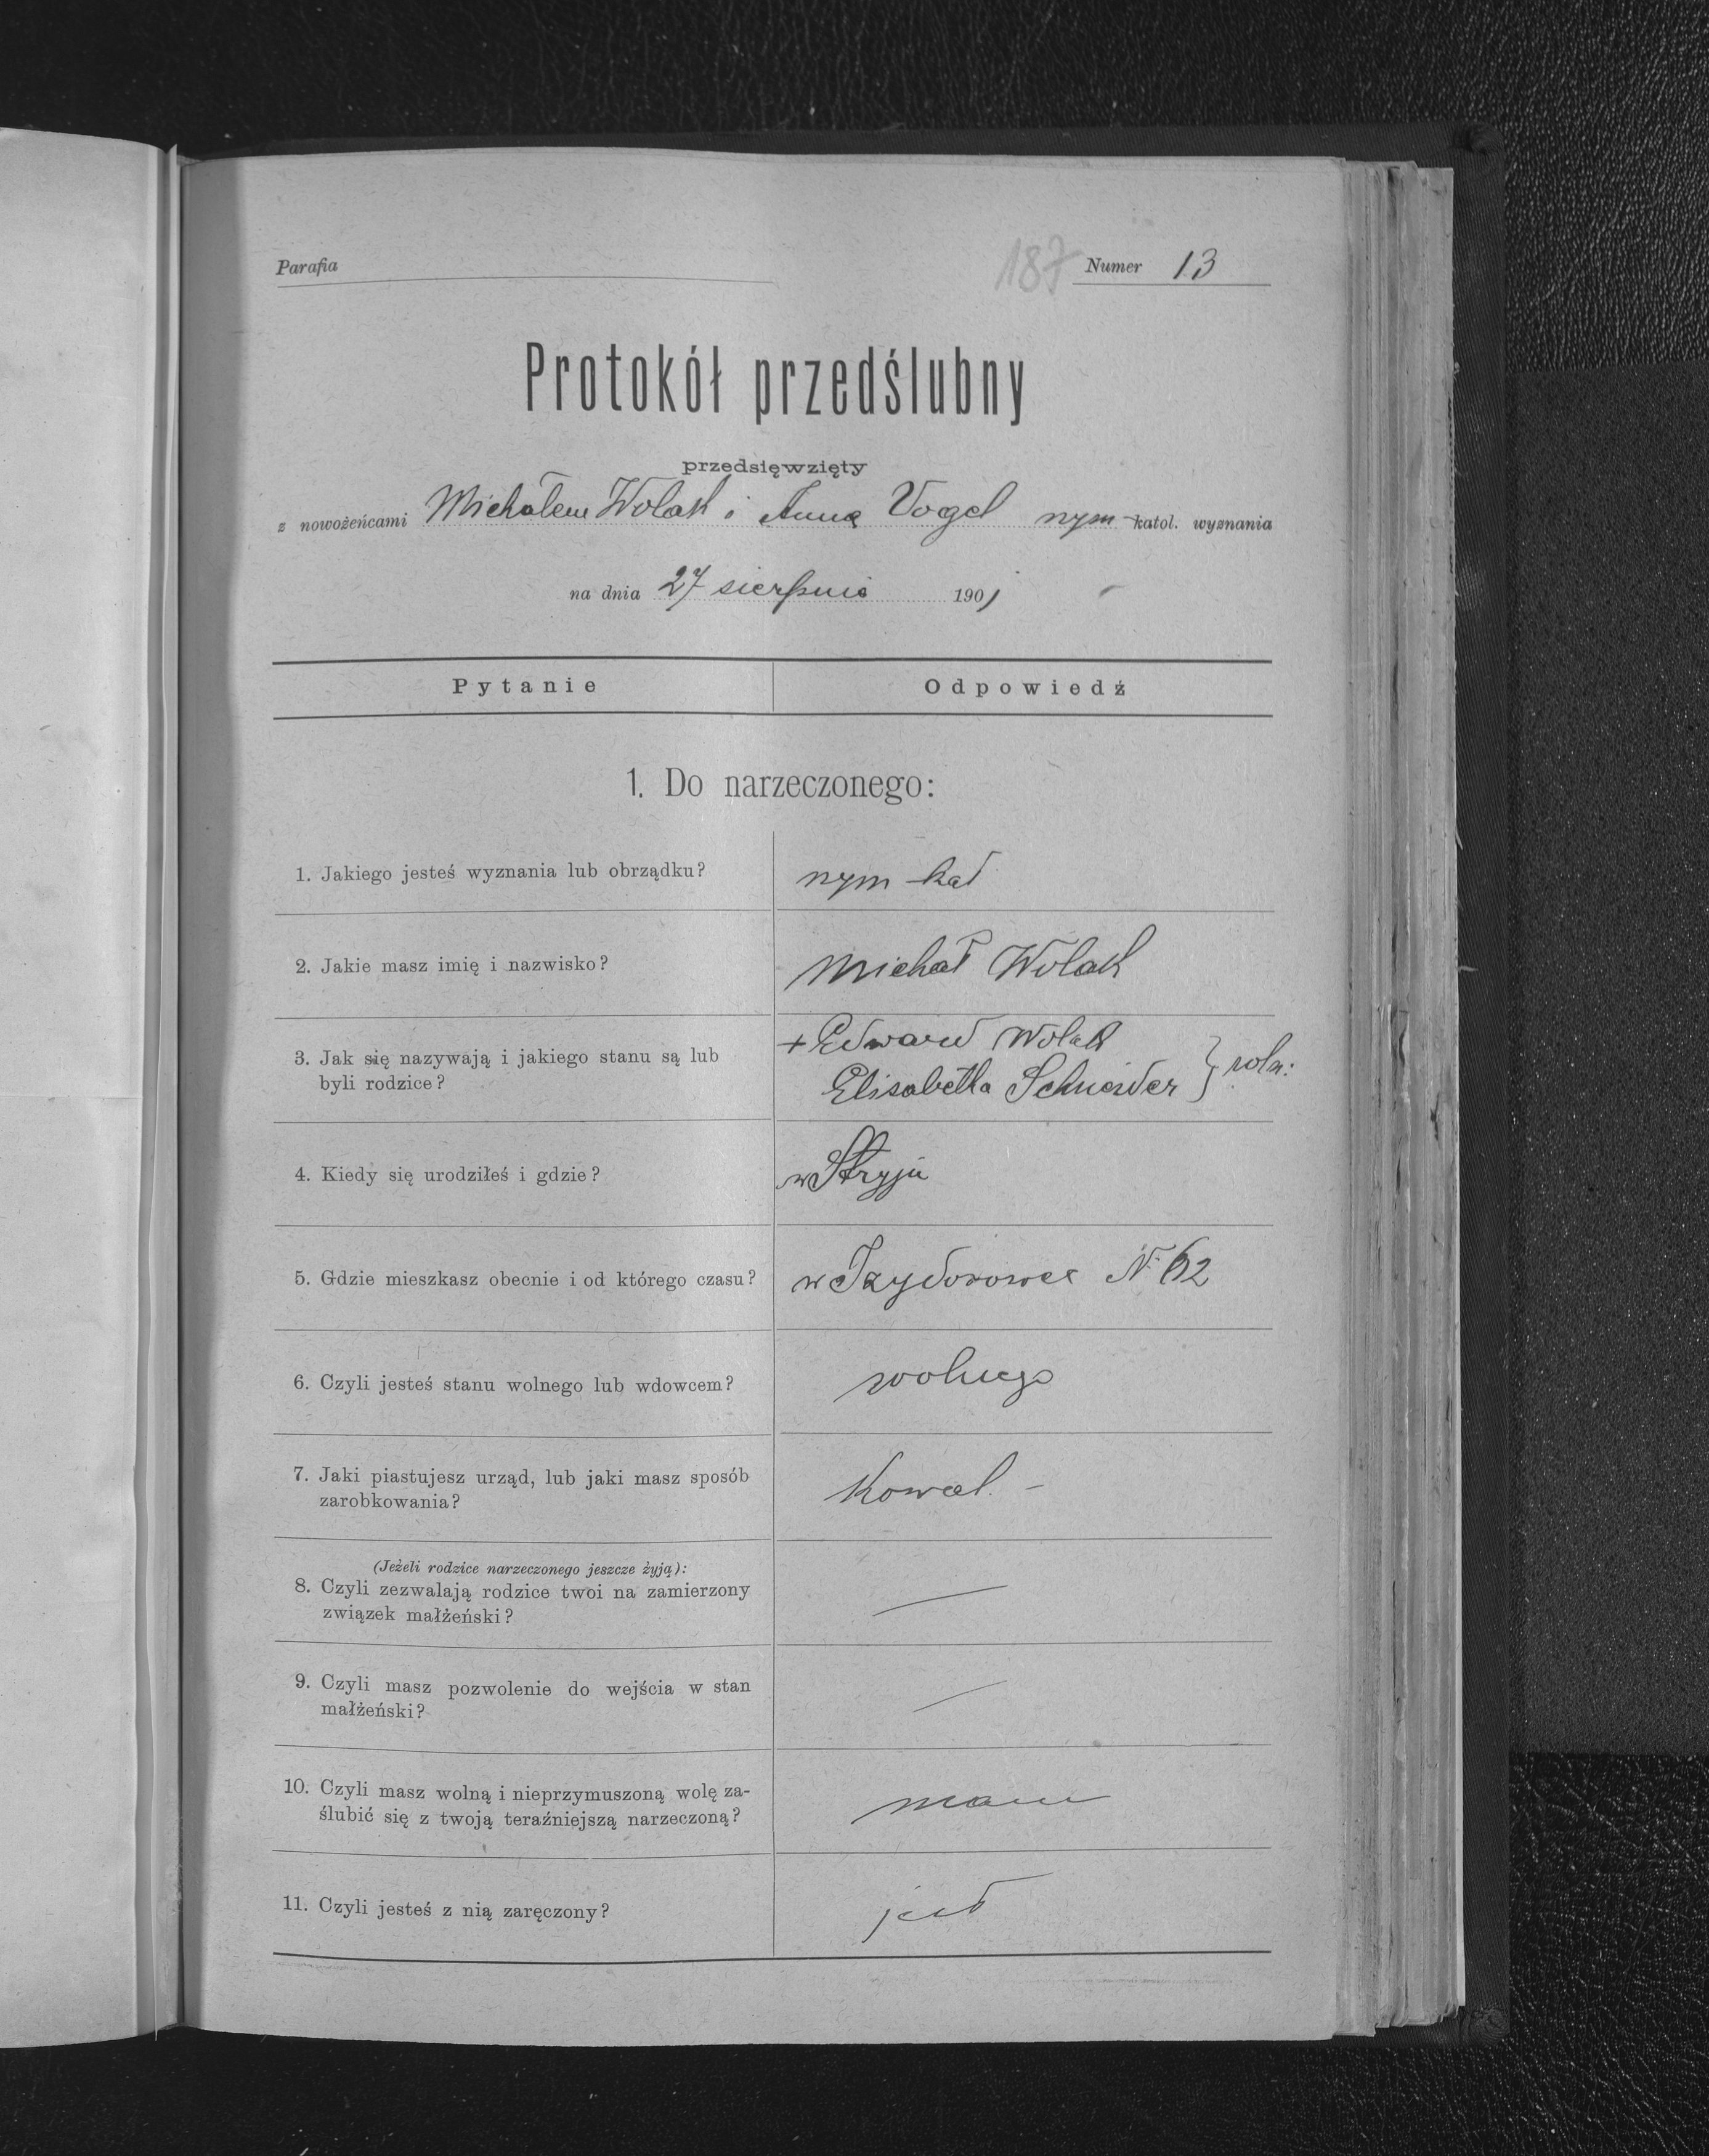 Parafia 187 Numer 13
Protokół przedślubny
przedsięwzięty
z nowożeńcami Michałem Wolak i Anną Vogel rzym katol. wyznania
na dnia 27 sierpnia 1901
Pytanie Odpowiedź
1. Do narzeczonego:
1. Jakiego jesteś wyznania lub obrządku? rzym kat
2. Jakie masz imię i nazwisko? Michał Wolak
3. Jak się nazywają i jakiego stanu są lub + Edward Wolak
byli rodzice? Elisabetha Schneider } roln:
4. Kiedy się urodziłeś i gdzie? w Stryju
5. Gdzie mieszkasz obecnie i od którego czasu? w Izydorowce N 62
6. Czyli jesteś stanu wolnego lub wdowcem? wolnego
7. Jaki piastujesz urząd, lub jaki masz sposób
zarobkowania? Kowal. -
(Jeżeli rodzice narzeczonego jeszcze żyją):
8. Czyli zezwalają rodzice twoi na zamierzony
związek małżeński? —
9. Czyli masz pozwolenie do wejścia w stan
małżeński? —
10. Czyli masz wolną i nieprzymuszoną wolę za-
ślubić się z twoją teraźniejszą narzeczoną? mam
11. Czyli jesteś z nią zaręczony? jest